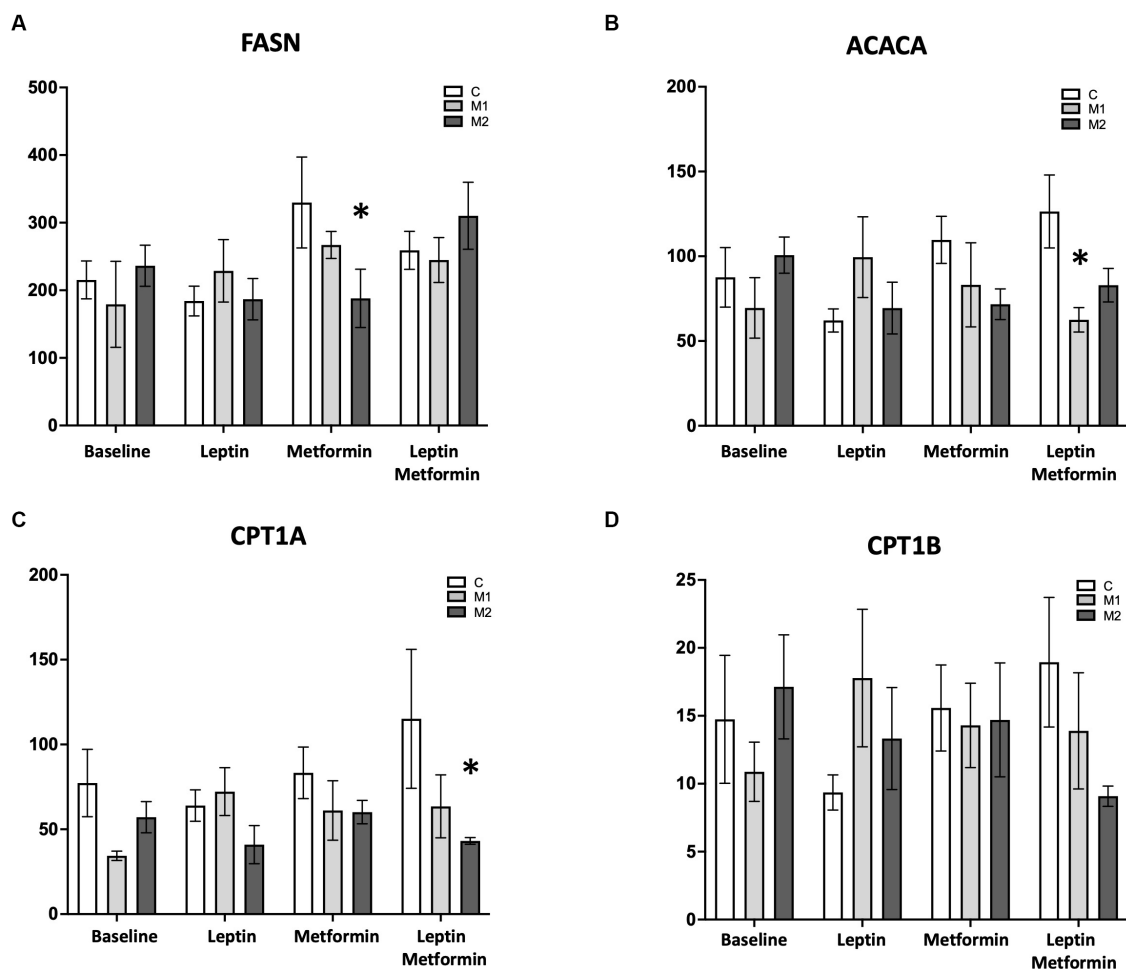 A
FASN
500
400
300
200
100
0
C
M1
M2
*
Baseline
Leptin
Metformin
Leptin
Metformin
B
ACACA
200
150
100
50
0
C
M1
M2
*
Baseline
Leptin
Metformin
Leptin
Metformin
C
CPT1A
200
150
100
50
0
C
M1
M2
*
Baseline
Leptin
Metformin
Leptin
Metformin
D
CPT1B
25
20
15
10
5
0
C
M1
M2
Baseline
Leptin
Metformin
Leptin
Metformin